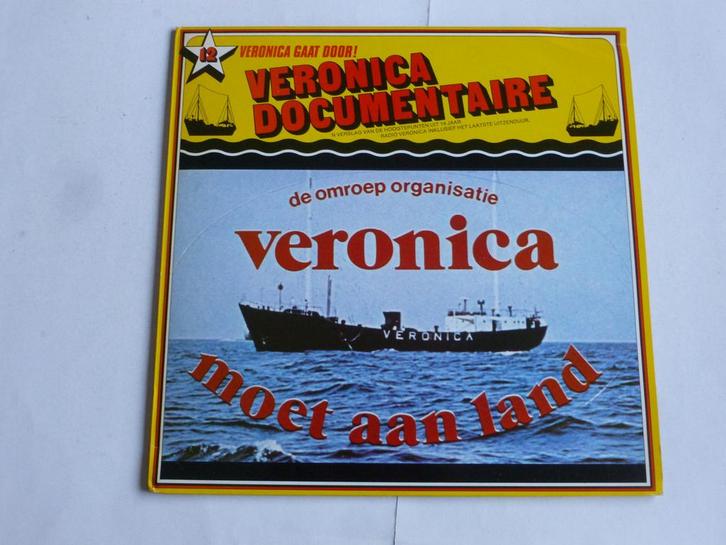 12
VERONICA GAAT DOOR!
VERONICA
DOCUMENTAIRE
'N VERSLAG VAN DE HOOGTEPUNTEN UIT 14 JAAR
RADIO VERONICA INKLUSIEF HET LAATSTE UITZENDUUR.
de omroep organisatie
veronica
VERONICA
moet aan land